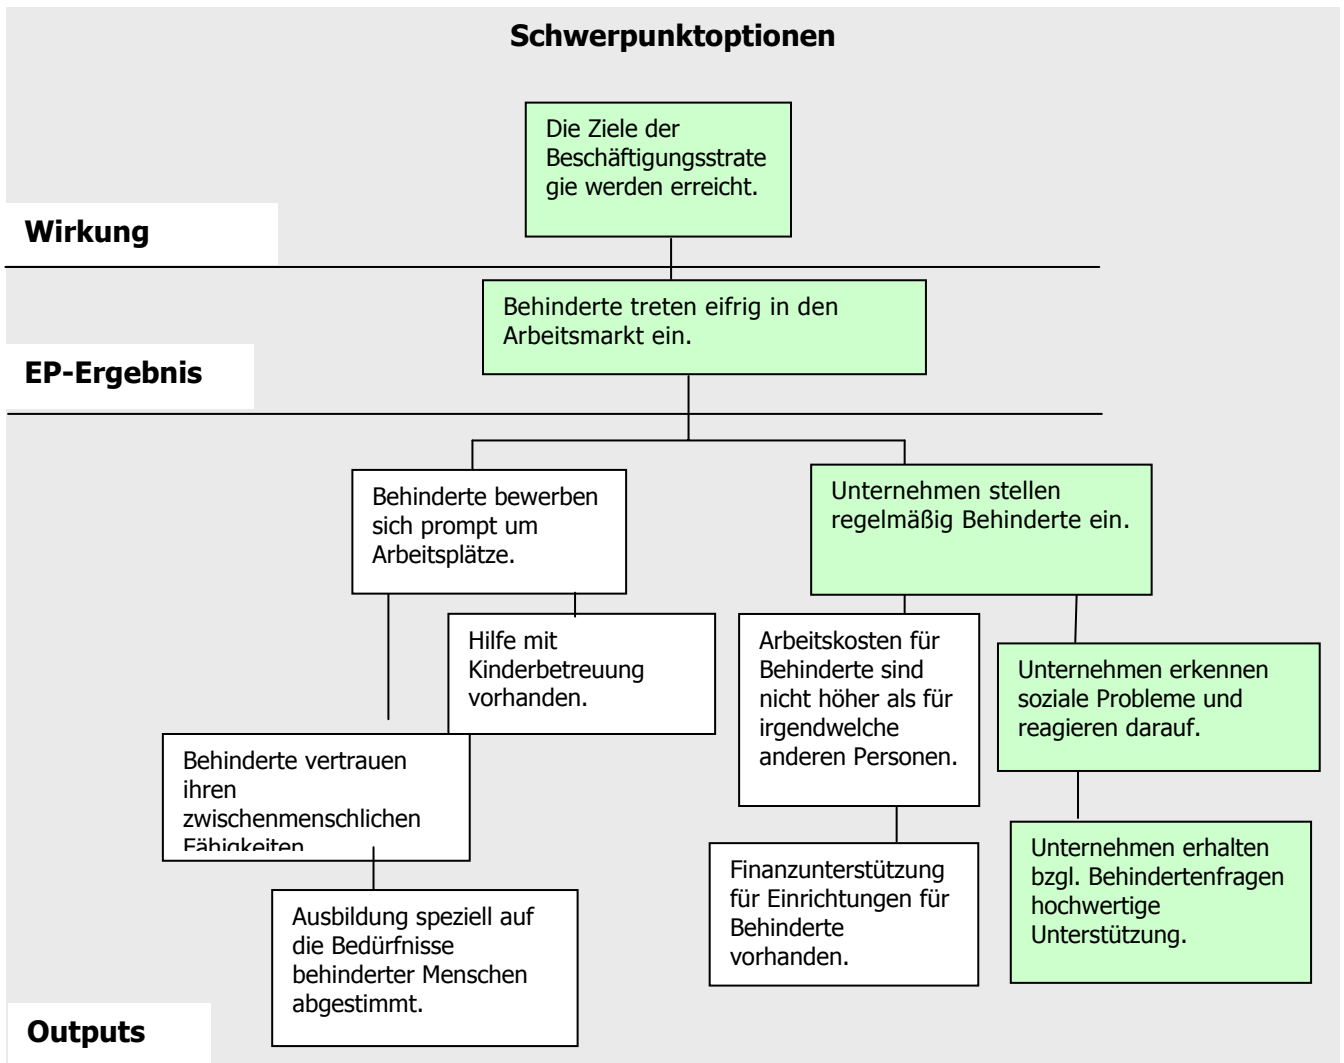 Schwerpunktoptionen
Die Ziele der
Beschäftigungsstrate
gie werden erreicht.
Wirkung
Behinderte treten eifrig in den
Arbeitsmarkt ein.
EP-Ergebnis
Behinderte bewerben
sich prompt um
Arbeitsplätze.
Unternehmen stellen
regelmäßig Behinderte ein.
Hilfe mit
Kinderbetreuung
vorhanden.
Arbeitskosten für
Behinderte sind
nicht höher als für
irgendwelche
anderen Personen.
Unternehmen erkennen
soziale Probleme und
reagieren darauf.
Behinderte vertrauen
ihren
zwischenmenschlichen
Fähigkeiten
Finanzunterstützung
für Einrichtungen für
Behinderte
vorhanden.
Unternehmen erhalten
bzgl. Behindertenfragen
hochwertige
Unterstützung.
Ausbildung speziell auf
die Bedürfnisse
behinderter Menschen
abgestimmt.
Outputs